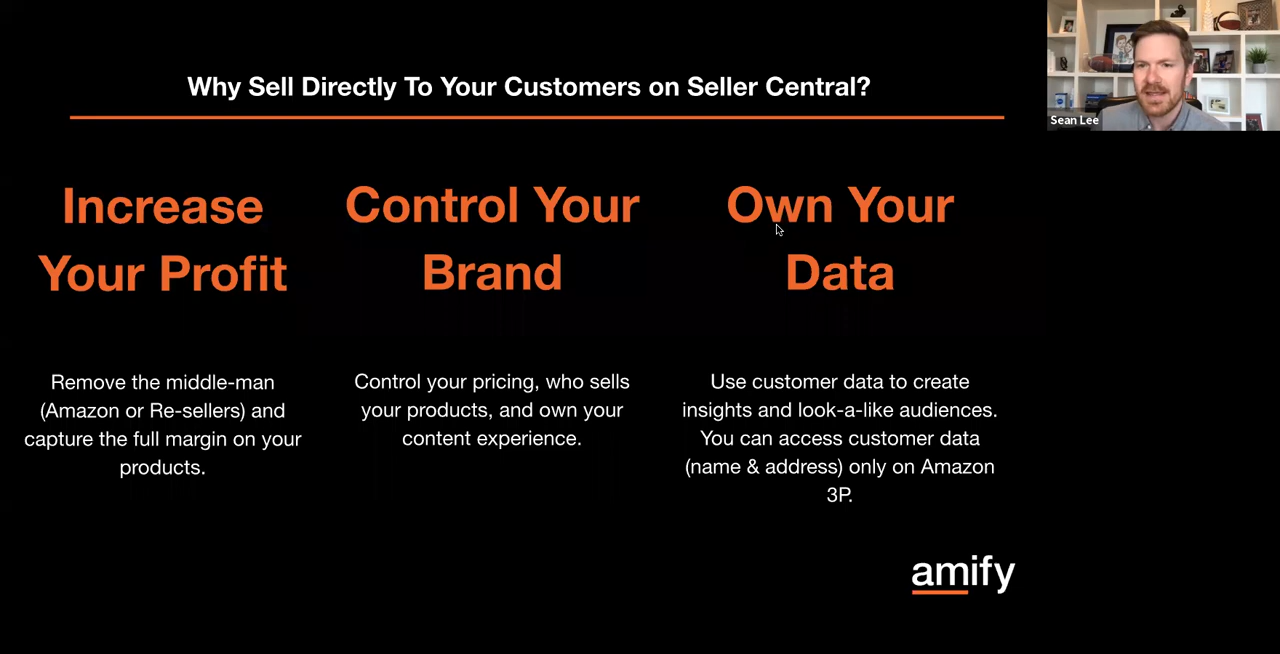 Why Sell Directly To Your Customers on Seller Central?
Sean Lee
Increase
Your Profit
Control Your
Brand
Own Your
Data
Remove the middle-man
(Amazon or Re-sellers) and
capture the full margin on your
products.
Control your pricing, who sells
your products, and own your
content experience.
Use customer data to create
insights and look-a-like audiences.
You can access customer data
(name & address) only on Amazon
3P.
amify